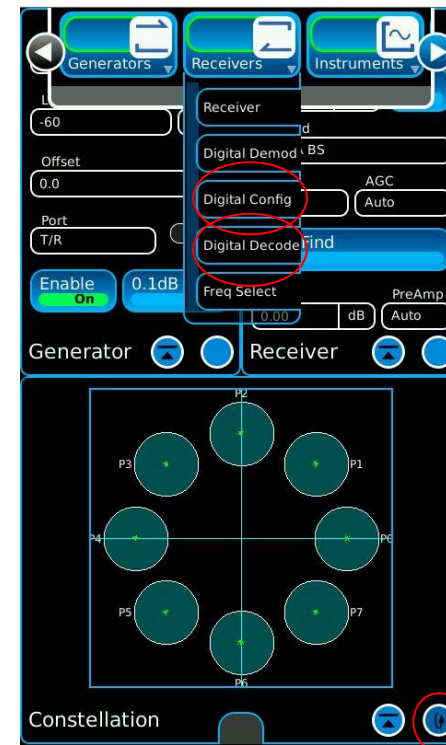 Generators
Receivers
Instruments
Receiver
Digital Demod
Digital Config
Digital Decode
Freq Select
-60
Offset
0.0
Port
T/R
Enable
On
0.1dB
BS
AGC
Auto
Find
PreAmp
0.00
dB
Auto
Generator
Receiver
P2
P3
P1
P4
P5
P7
P6
Constellation